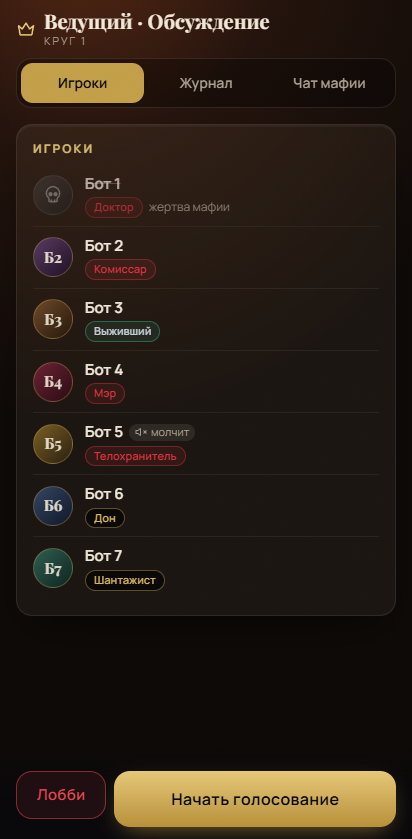 Ведущий · Обсуждение
КРУГ 1
Игроки Журнал Чат мафии
ИГРОКИ
Бот 1
Доктор жертва мафии
Б2 Бот 2
Комиссар
Б3 Бот 3
Выживший
Б4 Бот 4
Мэр
Б5 Бот 5 молчит
Телохранитель
Б6 Бот 6
Дон
Б7 Бот 7
Шантажист
Лобби Начать голосование